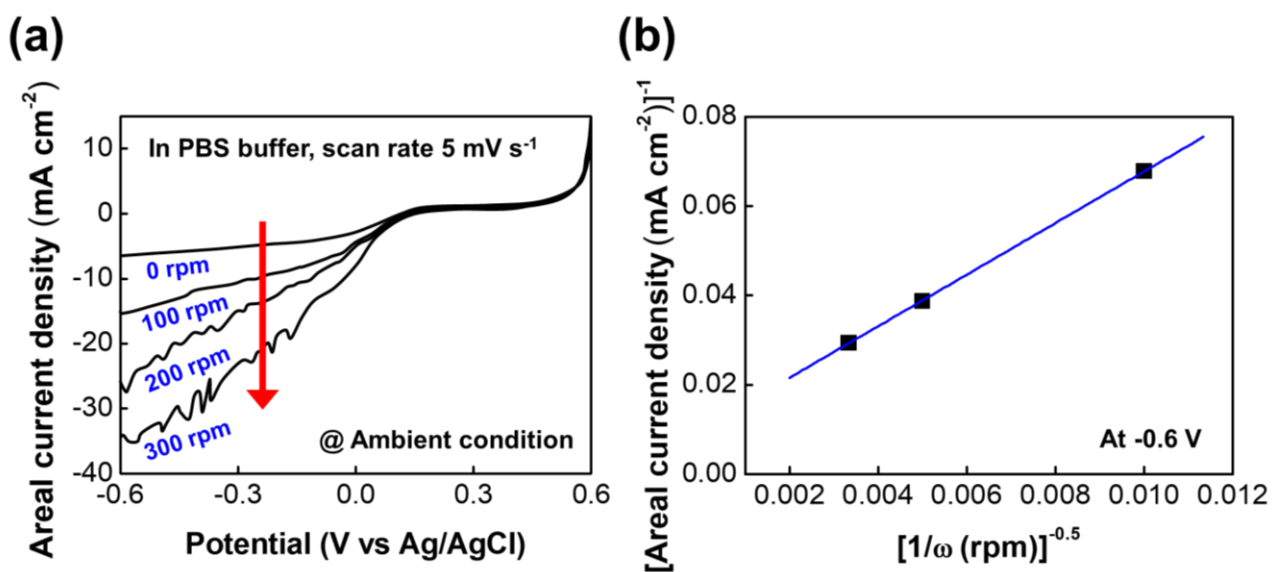 (a)
Areal current density (mA cm-2)
In PBS buffer, scan rate 5 mV s-1
10
0
-10
-20
-30
-40
0 rpm
100 rpm
200 rpm
300 rpm
@ Ambient condition
-0.6
-0.3
0.0
0.3
0.6
Potential (V vs Ag/AgCl)
(b)
[Areal current density (mA cm-2)]-1
0.08
0.06
0.04
0.02
0.00
At -0.6 V
0.002
0.004
0.006
0.008
0.010
0.012
[1/ω (rpm)]-0.5